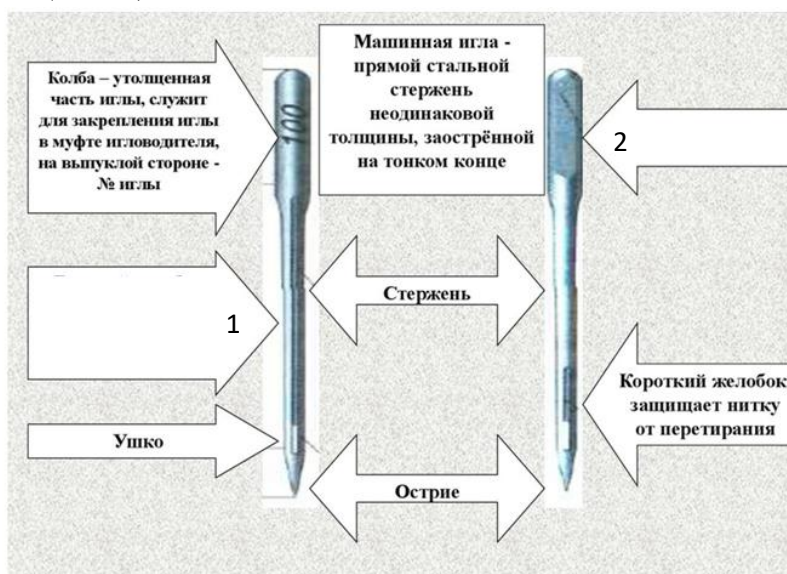 Колба – утолщенная
часть иглы, служит
для закрепления иглы
в муфте игловодителя,
на выпуклой стороне -
№ иглы
100
Машинная игла -
прямой стальной
стержень
неодинаковой
толщины, заострённой
на тонком конце
2
1
Стержень
Короткий желобок
защищает нитку
от перетирания
Ушко
Острие